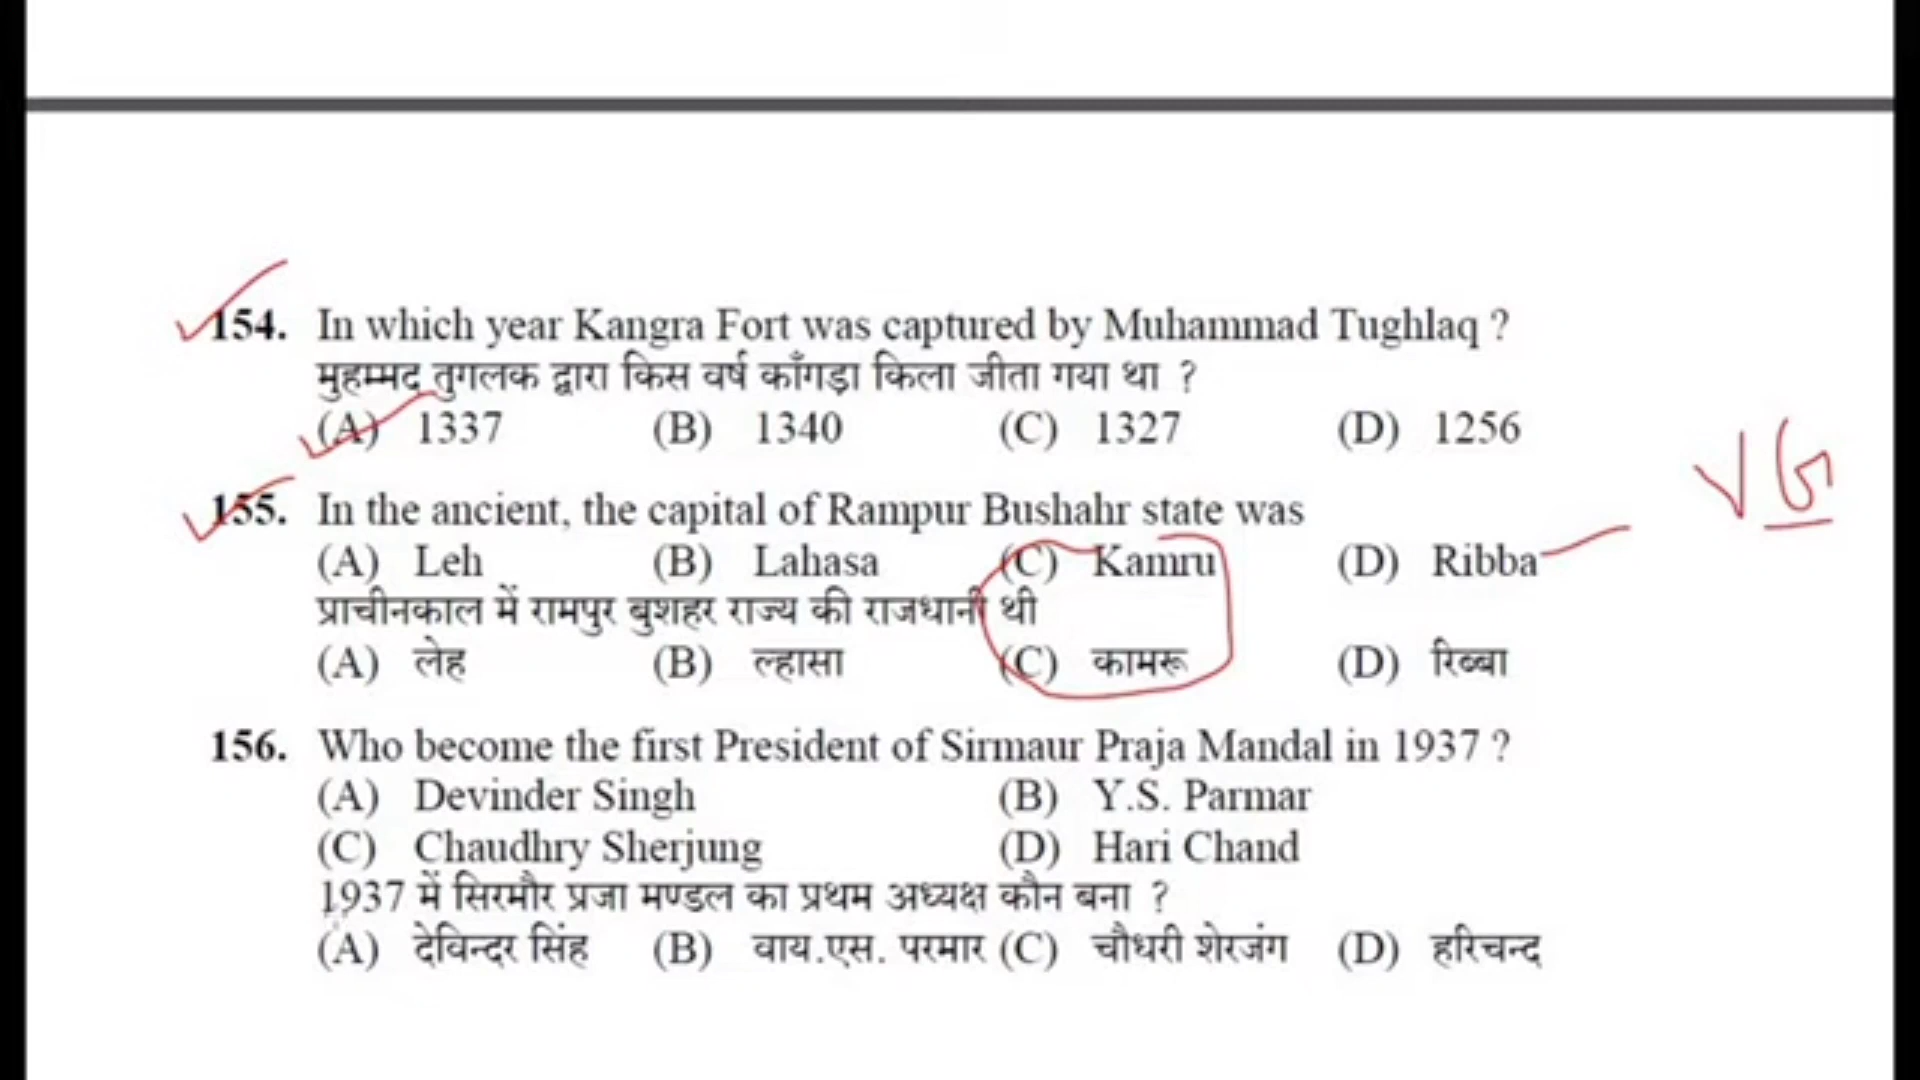 154. In which year Kangra Fort was captured by Muhammad Tughlaq ?
मुहम्मद तुगलक द्वारा किस वर्ष काँगड़ा किला जीता गया था ?
(A) 1337 (B) 1340 (C) 1327 (D) 1256
155. In the ancient, the capital of Rampur Bushahr state was
(A) Leh (B) Lahasa (C) Kamru (D) Ribba
प्राचीनकाल में रामपुर बुशहर राज्य की राजधानी थी
(A) लेह (B) ल्हासा (C) कामरू (D) रिब्बा
156. Who become the first President of Sirmaur Praja Mandal in 1937 ?
(A) Devinder Singh (B) Y.S. Parmar
(C) Chaudhry Sherjung (D) Hari Chand
1937 में सिरमौर प्रजा मण्डल का प्रथम अध्यक्ष कौन बना ?
(A) देविन्दर सिंह (B) वाय.एस. परमार (C) चौधरी शेरजंग (D) हरिचन्द